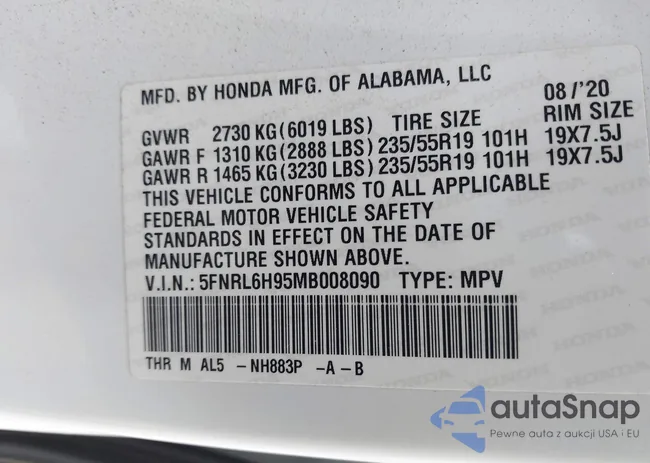 MFD. BY HONDA MFG. OF ALABAMA, LLC
08 /'20
GVWR 2730 KG(6019 LBS) TIRE SIZE RIM SIZE
GAWR F 1310 KG(2888 LBS) 235/55R19 101H 19X7.5J
GAWR R 1465 KG(3230 LBS) 235/55R19 101H 19X7.5J
THIS VEHICLE CONFORMS TO ALL APPLICABLE
FEDERAL MOTOR VEHICLE SAFETY
STANDARDS IN EFFECT ON THE DATE OF
MANUFACTURE SHOWN ABOVE.
V.I.N.: 5FNRL6H95MB008090 TYPE: MPV
THR M AL5 -NH883P -A-B
autoSnap
Pewne auta z aukcji USA i EU